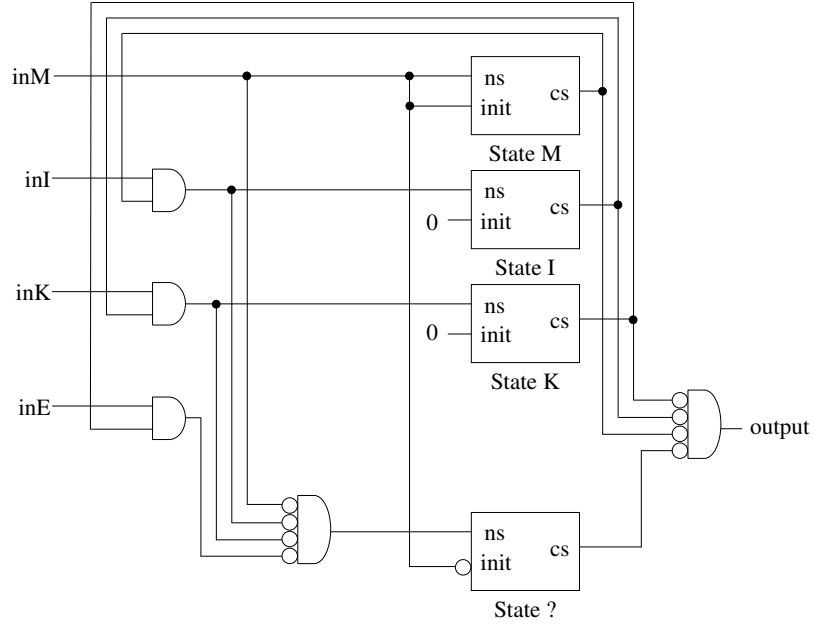 inM
ns
init
cs
State M
inI
ns
0
init
cs
State I
inK
ns
0
init
cs
State K
inE
output
ns
init
cs
State ?